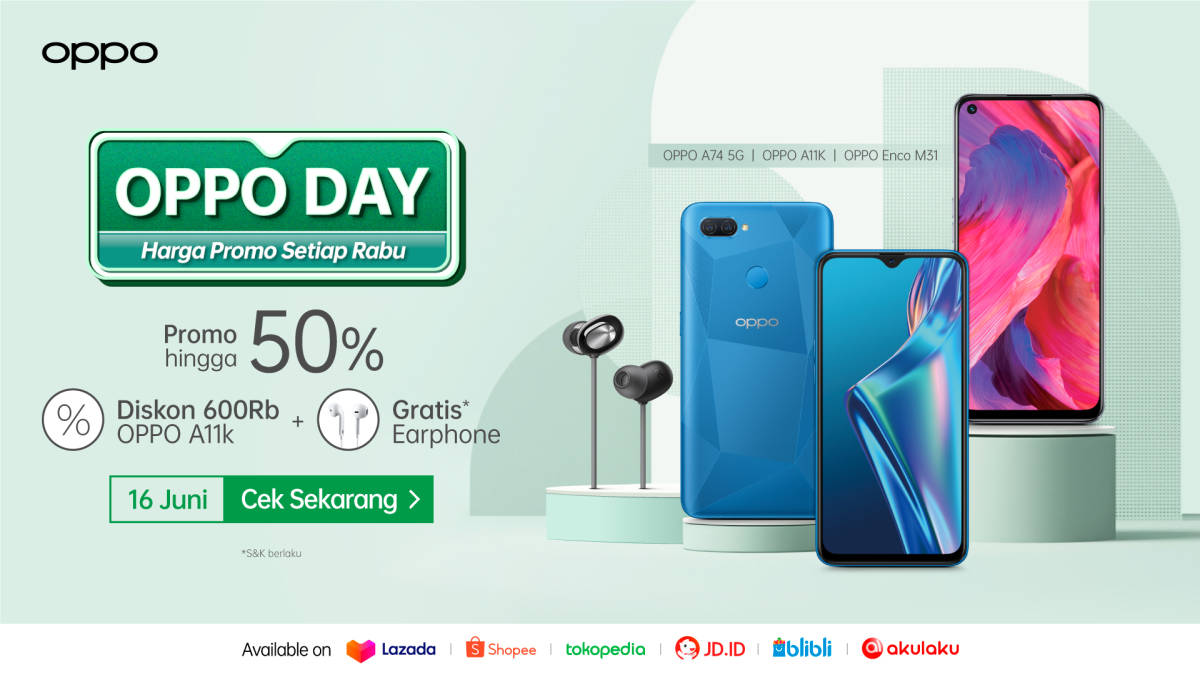 oppo
OPPO DAY
Harga Promo Setiap Rabu
Promo
hingga
50%
%
Diskon 600Rb
OPPO A11k
+
Gratis*
Earphone
16 Juni
Cek Sekarang >
*S&K berlaku
OPPO A74 5G | OPPO A11K | OPPO Enco M31
oppo
Available on Lazada | Shopee | tokopedia | JD.ID | blibli | akulaku